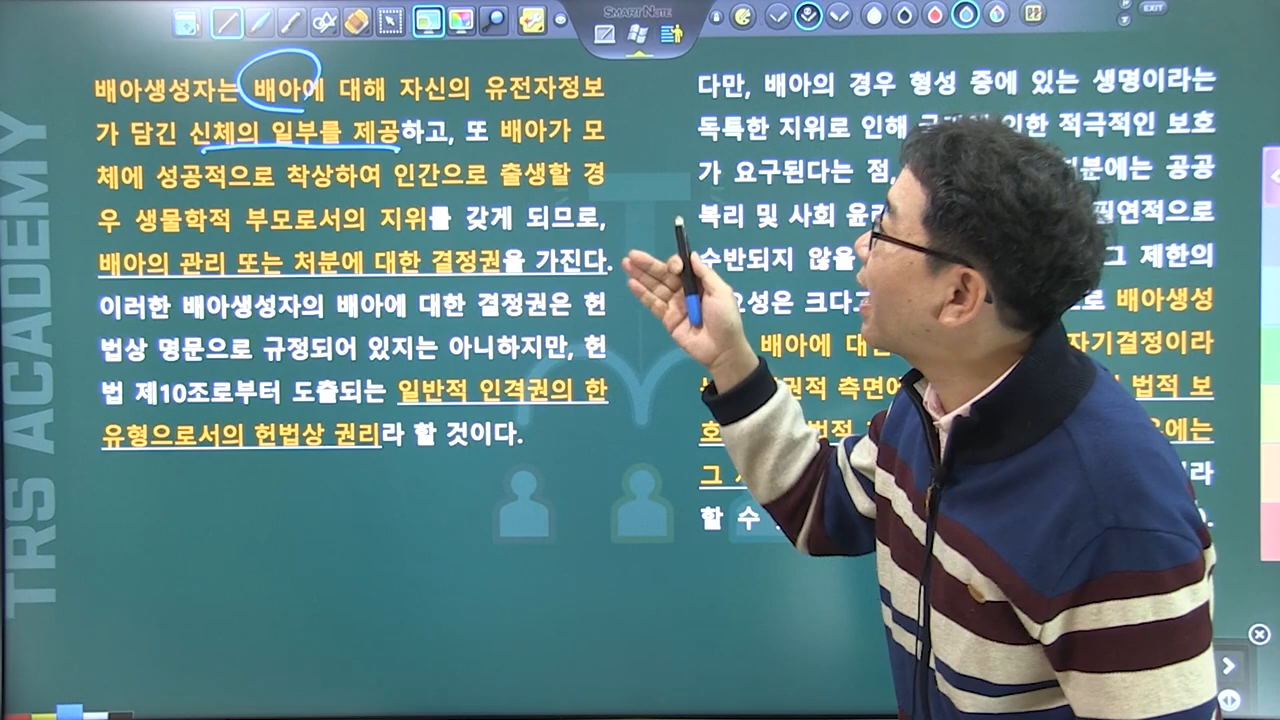 SMART NOTE
EXIT
TRS ACADEMY
배아생성자는 배아에 대해 자신의 유전자정보
가 담긴 신체의 일부를 제공하고, 또 배아가 모
체에 성공적으로 착상하여 인간으로 출생할 경
우 생물학적 부모로서의 지위를 갖게 되므로,
배아의 관리 또는 처분에 대한 결정권을 가진다.
이러한 배아생성자의 배아에 대한 결정권은 헌
법상 명문으로 규정되어 있지는 아니하지만, 헌
법 제10조로부터 도출되는 일반적 인격권의 한
유형으로서의 헌법상 권리라 할 것이다.
다만, 배아의 경우 형성 중에 있는 생명이라는
독특한 지위로 인해 의한 적극적인 보호
가 요구된다는 점, 분에는 공공
복리 및 사회 윤리 필연적으로
수반되지 않을 그 제한의
요성은 크다고 로 배아생성
배아에 대한 자기결정이라
권적 측면에 법적 보
호 법적 에는
그 라
할 수